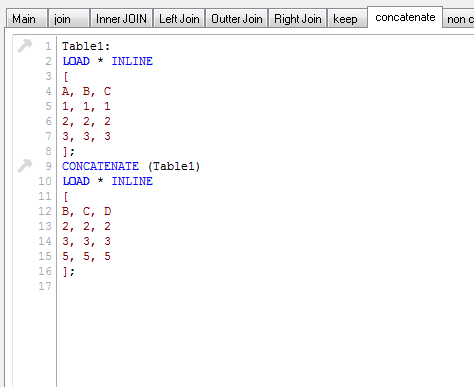 Main join Inner JOIN Left Join Outter Join Right Join keep concatenate non c
1 Table1:
2 LOAD * INLINE
3 [
4 A, B, C
5 1, 1, 1
6 2, 2, 2
7 3, 3, 3
8 ];
9 CONCATENATE (Table1)
10 LOAD * INLINE
11 [
12 B, C, D
13 2, 2, 2
14 3, 3, 3
15 5, 5, 5
16 ];
17